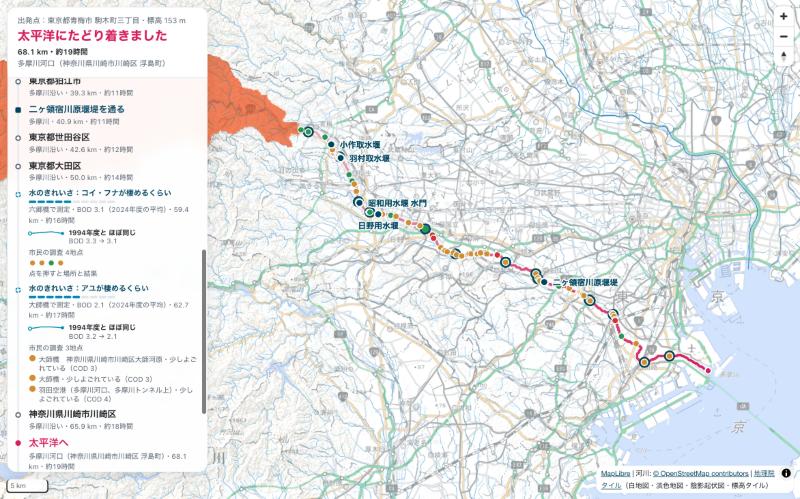 出発点：東京都青梅市 駒木町三丁目・標高 153 m
太平洋にたどり着きました
68.1 km・約19時間
多摩川河口（神奈川県川崎市川崎区 浮島町）
東京都狛江市
多摩川沿い・39.3 km・約11時間
二ヶ領宿川原堰堤を通る
多摩川・40.9 km・約11時間
東京都世田谷区
多摩川沿い・42.6 km・約12時間
東京都大田区
多摩川沿い・50.0 km・約14時間
水のきれいさ：コイ・フナが棲めるくらい
六郷橋で測定・BOD 3.1（2024年度の平均）・59.4
km・約16時間
1994年度と ほぼ同じ
BOD 3.3 → 3.1
市民の調査 4地点
点を押すと場所と結果
水のきれいさ：アユが棲めるくらい
大師橋で測定・BOD 2.1（2024年度の平均）・62.7
km・約17時間
1994年度と ほぼ同じ
BOD 3.2 → 2.1
市民の調査 3地点
大師橋　神奈川県川崎市川崎区大師河原・少しよご
れている（COD 3）
大師橋・少しよごれている（COD 3）
羽田空港（多摩川河口、多摩川トンネル上）・少し
よごれている（COD 4）
神奈川県川崎市川崎区
多摩川沿い・65.9 km・約18時間
太平洋へ
多摩川河口（神奈川県川崎市川崎区 浮島町）・68.1
km・約19時間
5 km
小作取水堰
羽村取水堰
昭和用水堰 水門
日野用水堰
二ヶ領宿川原堰堤
東
京
京
MapLibre | 河川: © OpenStreetMap contributors | 地理院
タイル（白地図・淡色地図・陰影起伏図・標高タイル）